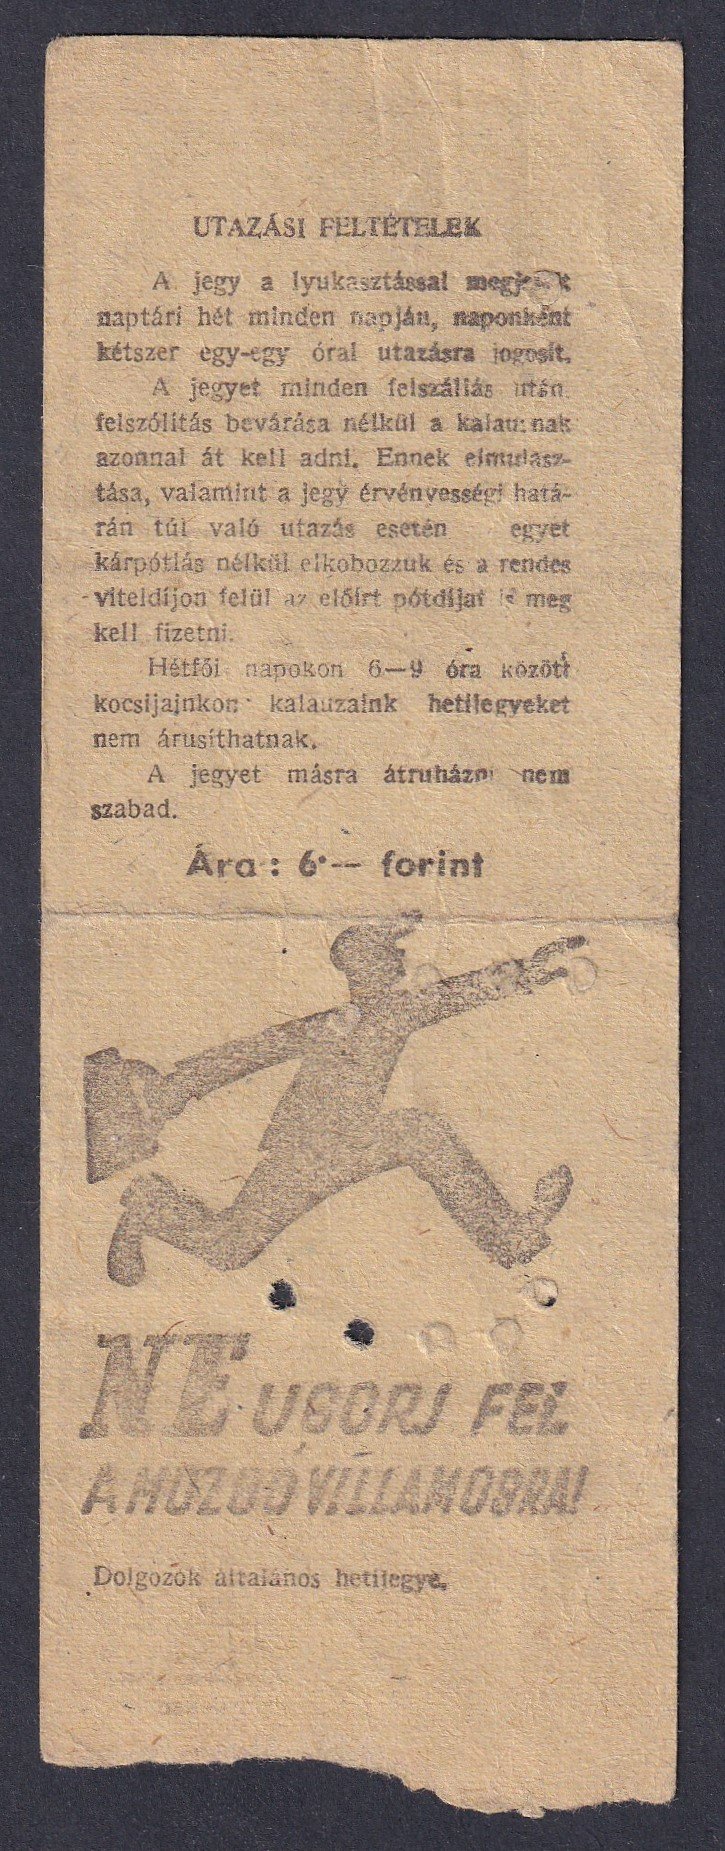 UTAZÁSI FELTÉTELEK
A jegy a lyukasztással
naptári hét minden napján, naponként
kétszer egy-egy órai utazásra jogosít.
A jegyet minden felszállás után
felszólítás bevárása nélkül a kalauznak
azonnal át kell adni. Ennek elmulasz-
tása, valamint a jegy érvényességi hatá-
rán túl való utazás esetén egyet
kárpótlás nélkül elkobozzuk és a rendes
viteldíjon felül az előírt pótdíjat is meg
kell fizetni.
Hétfői napokon 6—9 óra között
kocsijainkon kalauzaink hetijegyeket
nem árusíthatnak.
A jegyet másra átruházni nem
szabad.
Ára: 6·— forint
NE UGORJ FEL
A MOZGÓ VILLAMOSRA!
Dolgozók általános hetijegye.